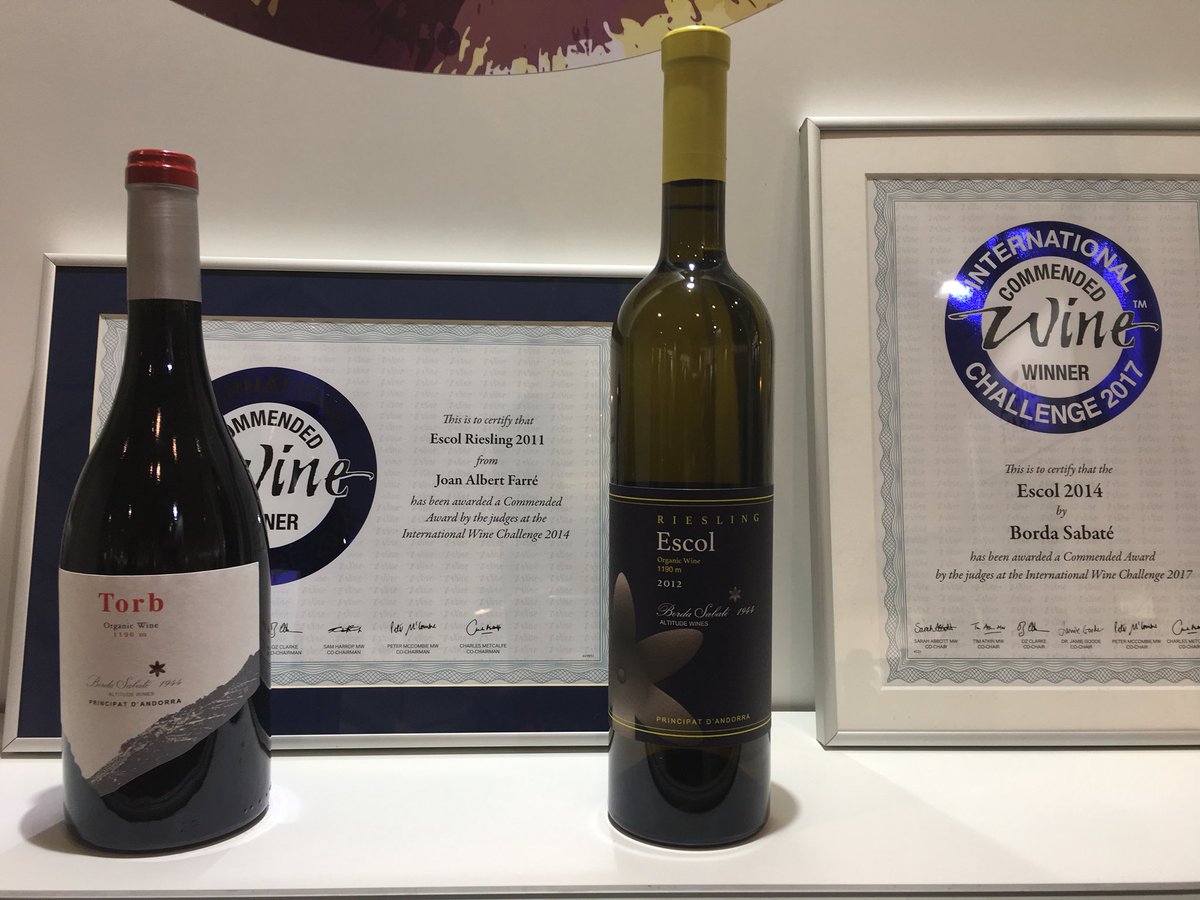 Torb
Organic Wine
1190 m
Borda Sabaté 1944
ALTITUDE WINES
PRINCIPAT D'ANDORRA
This is to certify that
Escol Riesling 2011
from
Joan Albert Farré
has been awarded a Commended
Award by the judges at the
International Wine Challenge 2014
OZ CLARKE
CO-CHAIRMAN
SAM HARROP MW
CO-CHAIRMAN
PETER MCCOMBIE MW
CO-CHAIRMAN
CHARLES METCALFE
CO-CHAIRMAN
RIESLING
Escol
Organic Wine
1190 m
2012
Borda Sabaté 1944
ALTITUDE WINES
PRINCIPAT D'ANDORRA
INTERNATIONAL
COMMENDED
Wine™
WINNER
CHALLENGE 2017
This is to certify that the
Escol 2014
by
Borda Sabaté
has been awarded a Commended Award
by the judges at the International Wine Challenge 2017
SARAH ABBOTT MW
CO-CHAIR
TIM ATKIN MW
CO-CHAIR
OZ CLARKE
CO-CHAIR
DR. JAMIE GOODE
CO-CHAIR
PETER MCCOMBIE MW
CO-CHAIR